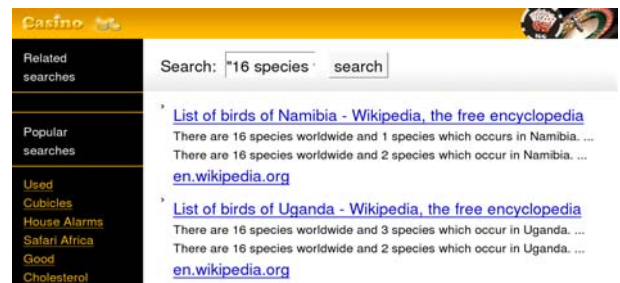 Casino
Related
searches
Popular
searches
Used
Cubicles
House Alarms
Safari Africa
Good
Cholesterol
Search: "16 species search
List of birds of Namibia - Wikipedia, the free encyclopedia
There are 16 species worldwide and 1 species which occurs in Namibia. ...
There are 16 species worldwide and 2 species which occur in Namibia. ...
en.wikipedia.org
List of birds of Uganda - Wikipedia, the free encyclopedia
There are 16 species worldwide and 3 species which occur in Uganda. ...
There are 16 species worldwide and 2 species which occur in Uganda. ...
en.wikipedia.org